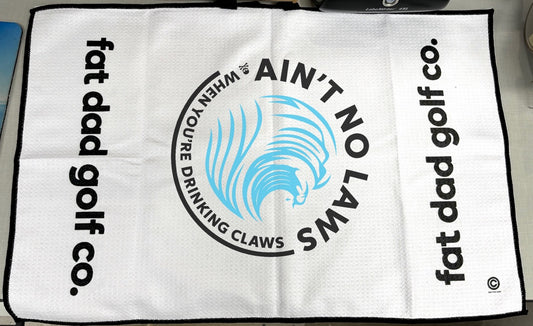 fat dad golf co.
AIN'T NO LAWS
WHEN YOU'RE DRINKING CLAWS
fat dad golf co.
©